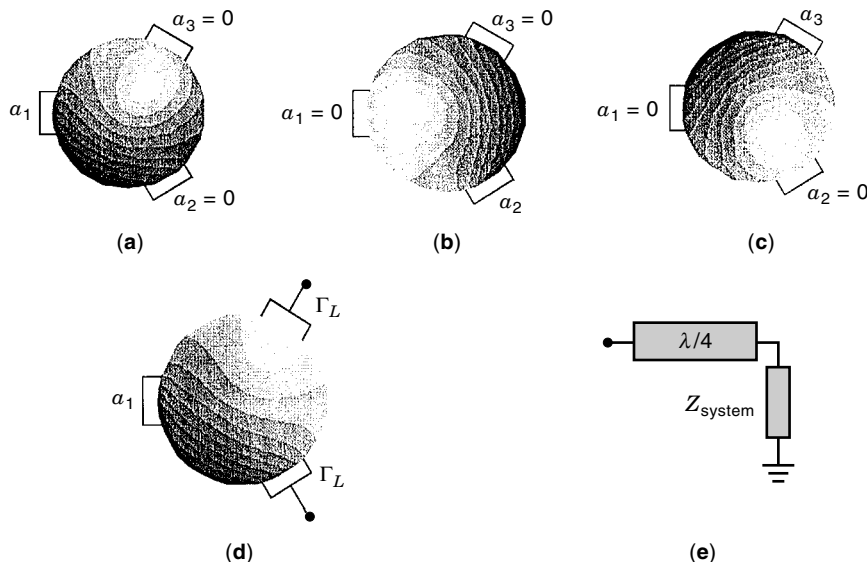 a₃ = 0
a₁
a₂ = 0
(a)
a₃ = 0
a₁ = 0
a₂
(b)
a₃
a₁ = 0
a₂ = 0
(c)
Γ_L
a₁
Γ_L
(d)
λ/4
Z_system
(e)